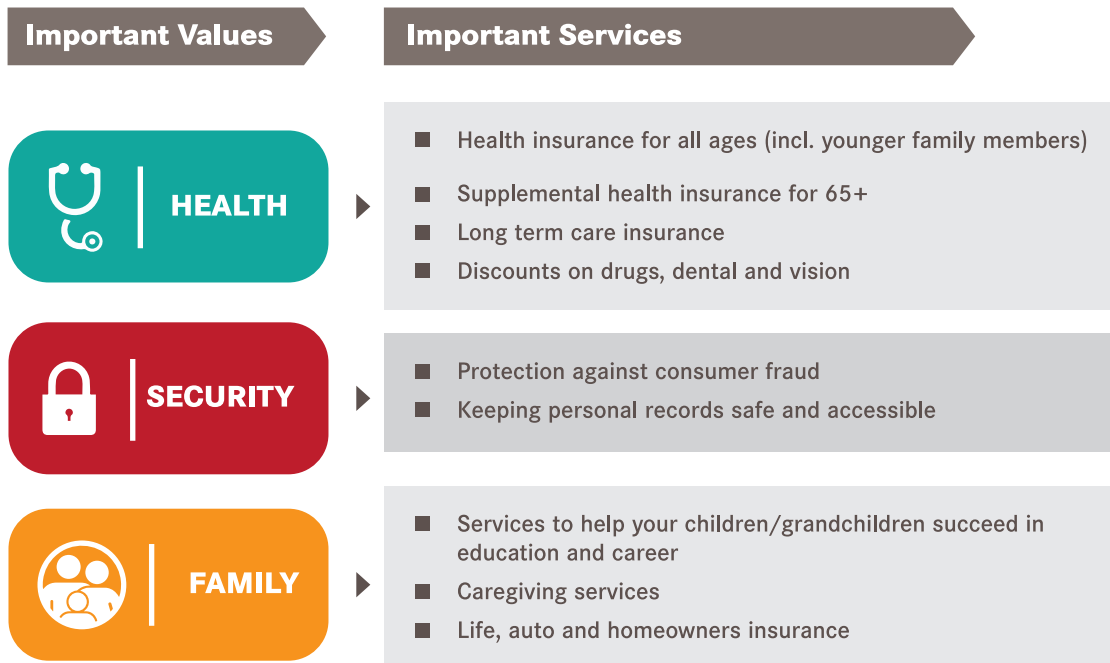 Important Values
Important Services
HEALTH
Health insurance for all ages (incl. younger family members)
Supplemental health insurance for 65+
Long term care insurance
Discounts on drugs, dental and vision
SECURITY
Protection against consumer fraud
Keeping personal records safe and accessible
FAMILY
Services to help your children/grandchildren succeed in
education and career
Caregiving services
Life, auto and homeowners insurance